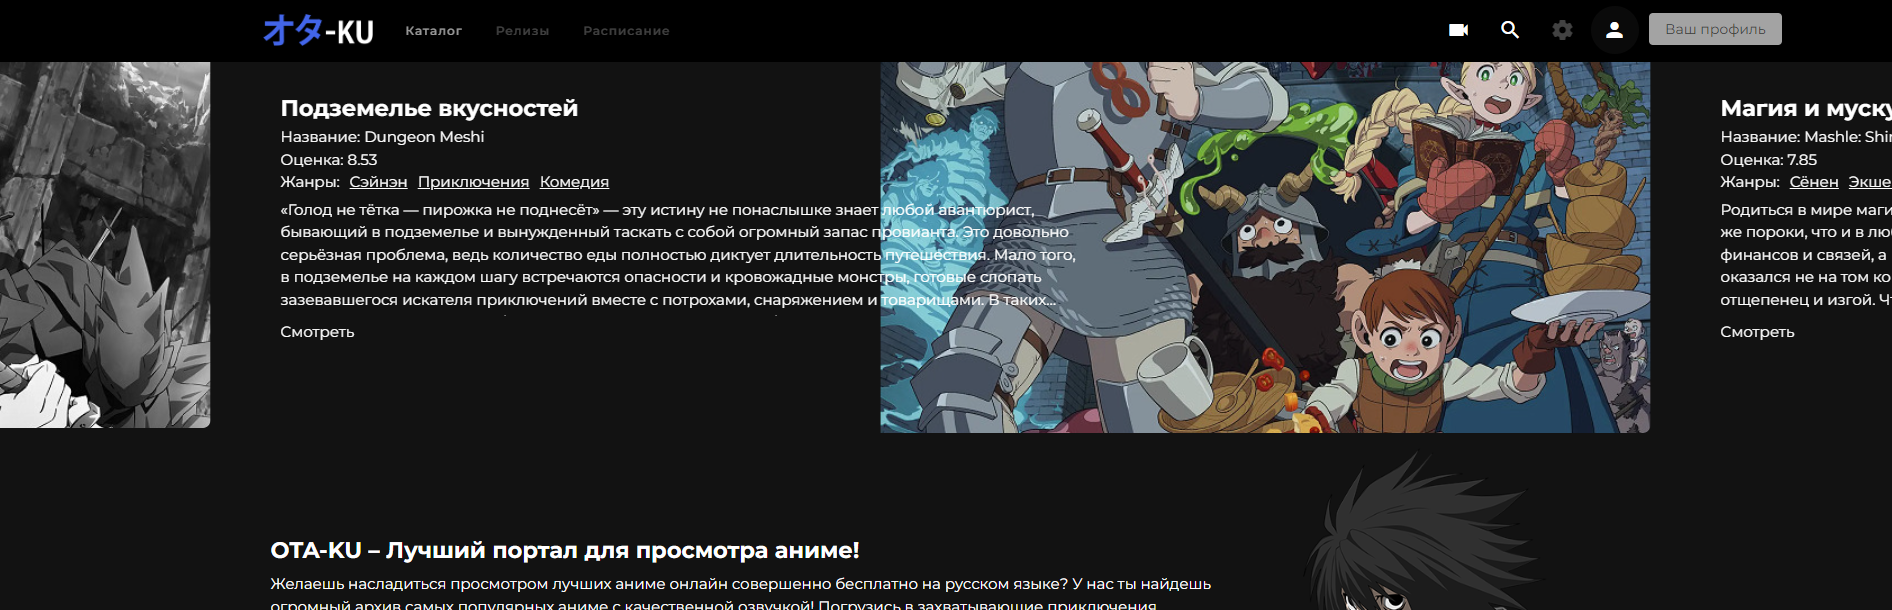 オタ-KU
Каталог
Релизы
Расписание
Ваш профиль
Подземелье вкусностей
Название: Dungeon Meshi
Оценка: 8.53
Жанры: Сэйнэн Приключения Комедия
«Голод не тётка — пирожка не поднесёт» — эту истину не понаслышке знает любой авантюрист,
бывающий в подземелье и вынужденный таскать с собой огромный запас провианта. Это довольно
серьёзная проблема, ведь количество еды полностью диктует длительность путешествия. Мало того,
в подземелье на каждом шагу встречаются опасности и кровожадные монстры, готовые слопать
зазевавшегося искателя приключений вместе с потрохами, снаряжением и товарищами. В таких...
Смотреть
Магия и муску
Название: Mashle: Shin
Оценка: 7.85
Жанры: Сёнен Экше
Родиться в мире маги
же пороки, что и в лю
финансов и связей, а
оказался не на том ко
отщепенец и изгой. Ч
Смотреть
OTA-KU – Лучший портал для просмотра аниме!
Желаешь насладиться просмотром лучших аниме онлайн совершенно бесплатно на русском языке? У нас ты найдешь
огромный архив самых популярных аниме с качественной озвучкой! Погрузись в захватывающие приключения